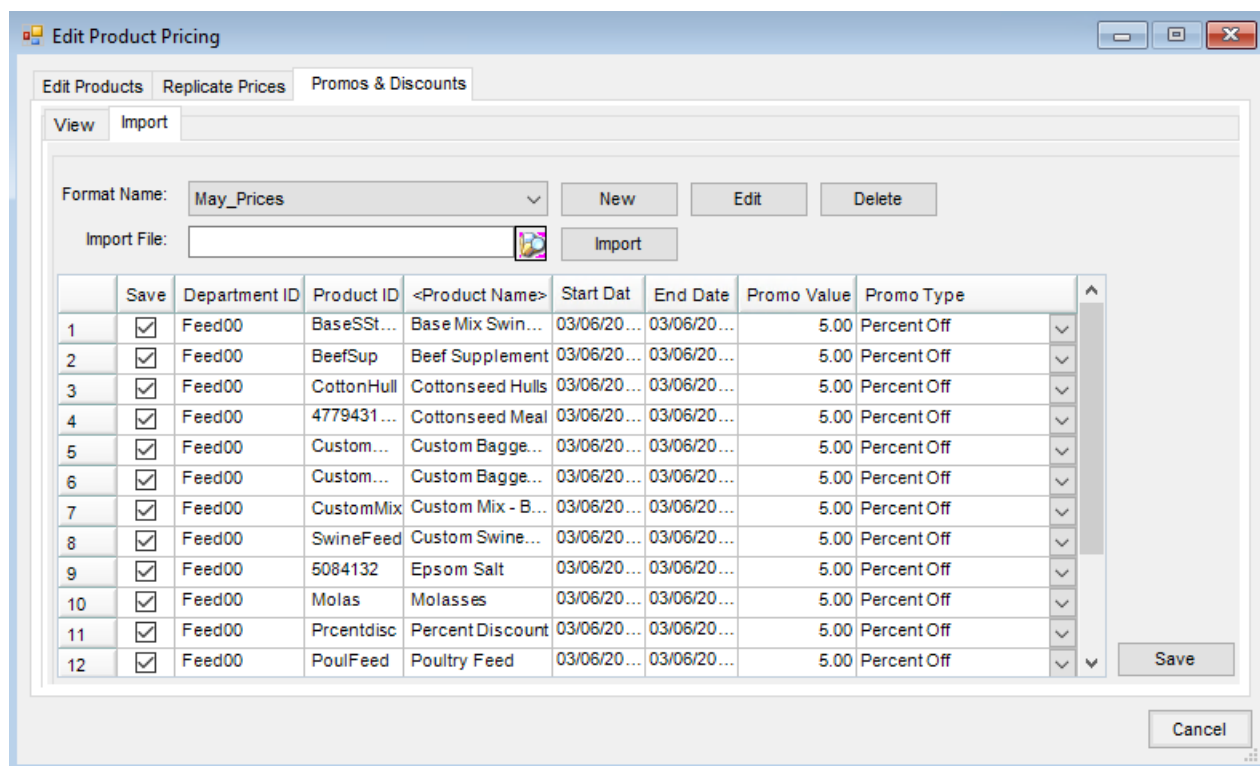 Edit Product Pricing
Edit Products Replicate Prices Promos & Discounts
View Import
Format Name: May_Prices New Edit Delete
Import File: Import
Save Department ID Product ID <Product Name> Start Dat End Date Promo Value Promo Type
1 Feed00 BaseSSt... Base Mix Swin... 03/06/20... 03/06/20... 5.00 Percent Off
2 Feed00 BeefSup Beef Supplement 03/06/20... 03/06/20... 5.00 Percent Off
3 Feed00 CottonHull Cottonseed Hulls 03/06/20... 03/06/20... 5.00 Percent Off
4 Feed00 4779431... Cottonseed Meal 03/06/20... 03/06/20... 5.00 Percent Off
5 Feed00 Custom... Custom Bagge... 03/06/20... 03/06/20... 5.00 Percent Off
6 Feed00 Custom... Custom Bagge... 03/06/20... 03/06/20... 5.00 Percent Off
7 Feed00 CustomMix Custom Mix - B... 03/06/20... 03/06/20... 5.00 Percent Off
8 Feed00 SwineFeed Custom Swine... 03/06/20... 03/06/20... 5.00 Percent Off
9 Feed00 5084132 Epsom Salt 03/06/20... 03/06/20... 5.00 Percent Off
10 Feed00 Molas Molasses 03/06/20... 03/06/20... 5.00 Percent Off
11 Feed00 Prcentdisc Percent Discount 03/06/20... 03/06/20... 5.00 Percent Off
12 Feed00 PoulFeed Poultry Feed 03/06/20... 03/06/20... 5.00 Percent Off
Save
Cancel